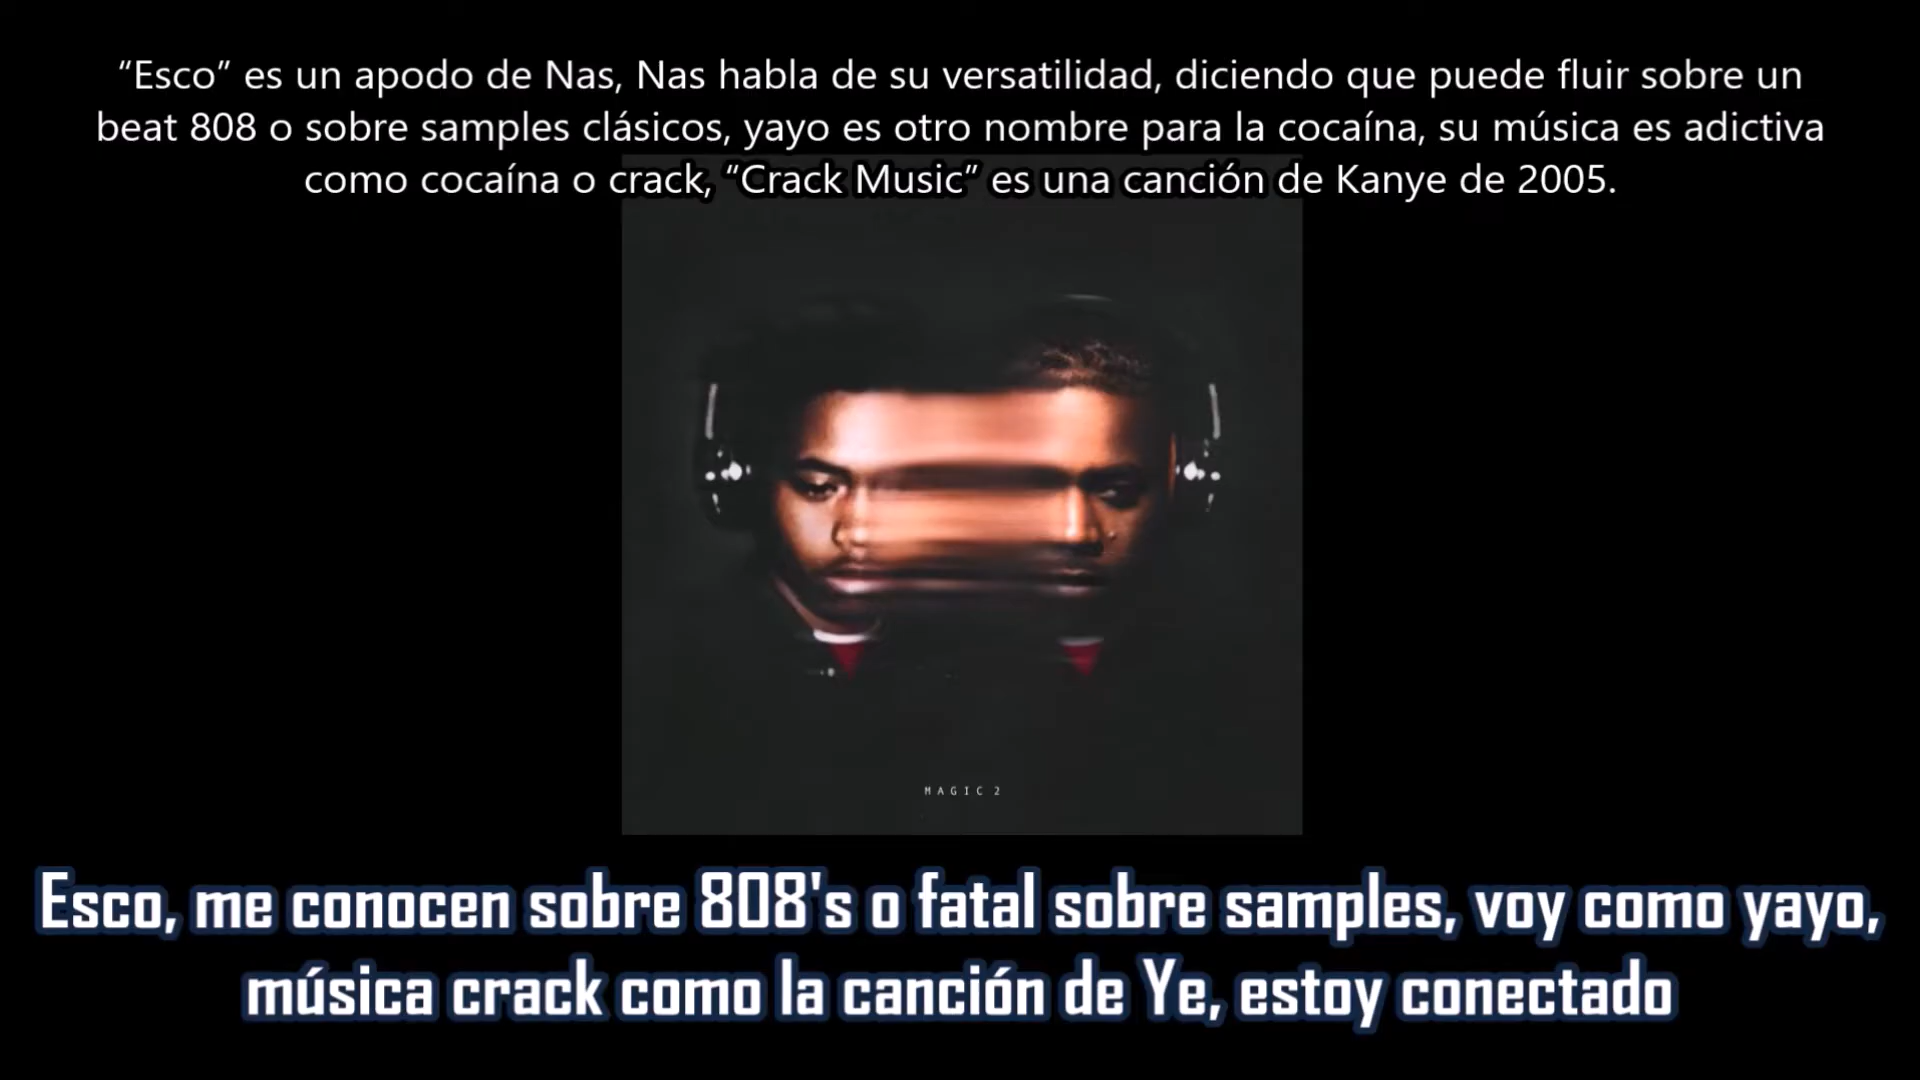 “Esco” es un apodo de Nas, Nas habla de su versatilidad, diciendo que puede fluir sobre un
beat 808 o sobre samples clásicos, yayo es otro nombre para la cocaína, su música es adictiva
como cocaína o crack, “Crack Music” es una canción de Kanye de 2005.
MAGIC 2
Esco, me conocen sobre 808's o fatal sobre samples, voy como yayo,
música crack como la canción de Ye, estoy conectado